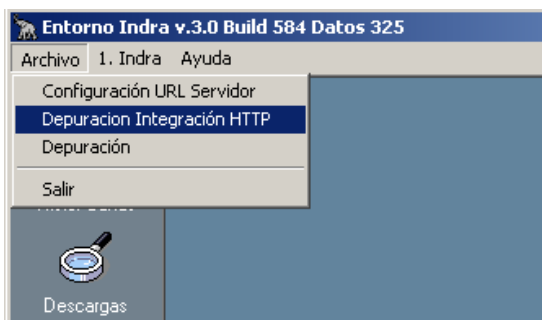 Entorno Indra v.3.0 Build 584 Datos 325
Archivo 1. Indra Ayuda
Configuración URL Servidor
Depuracion Integración HTTP
Depuración
Salir
Descargas